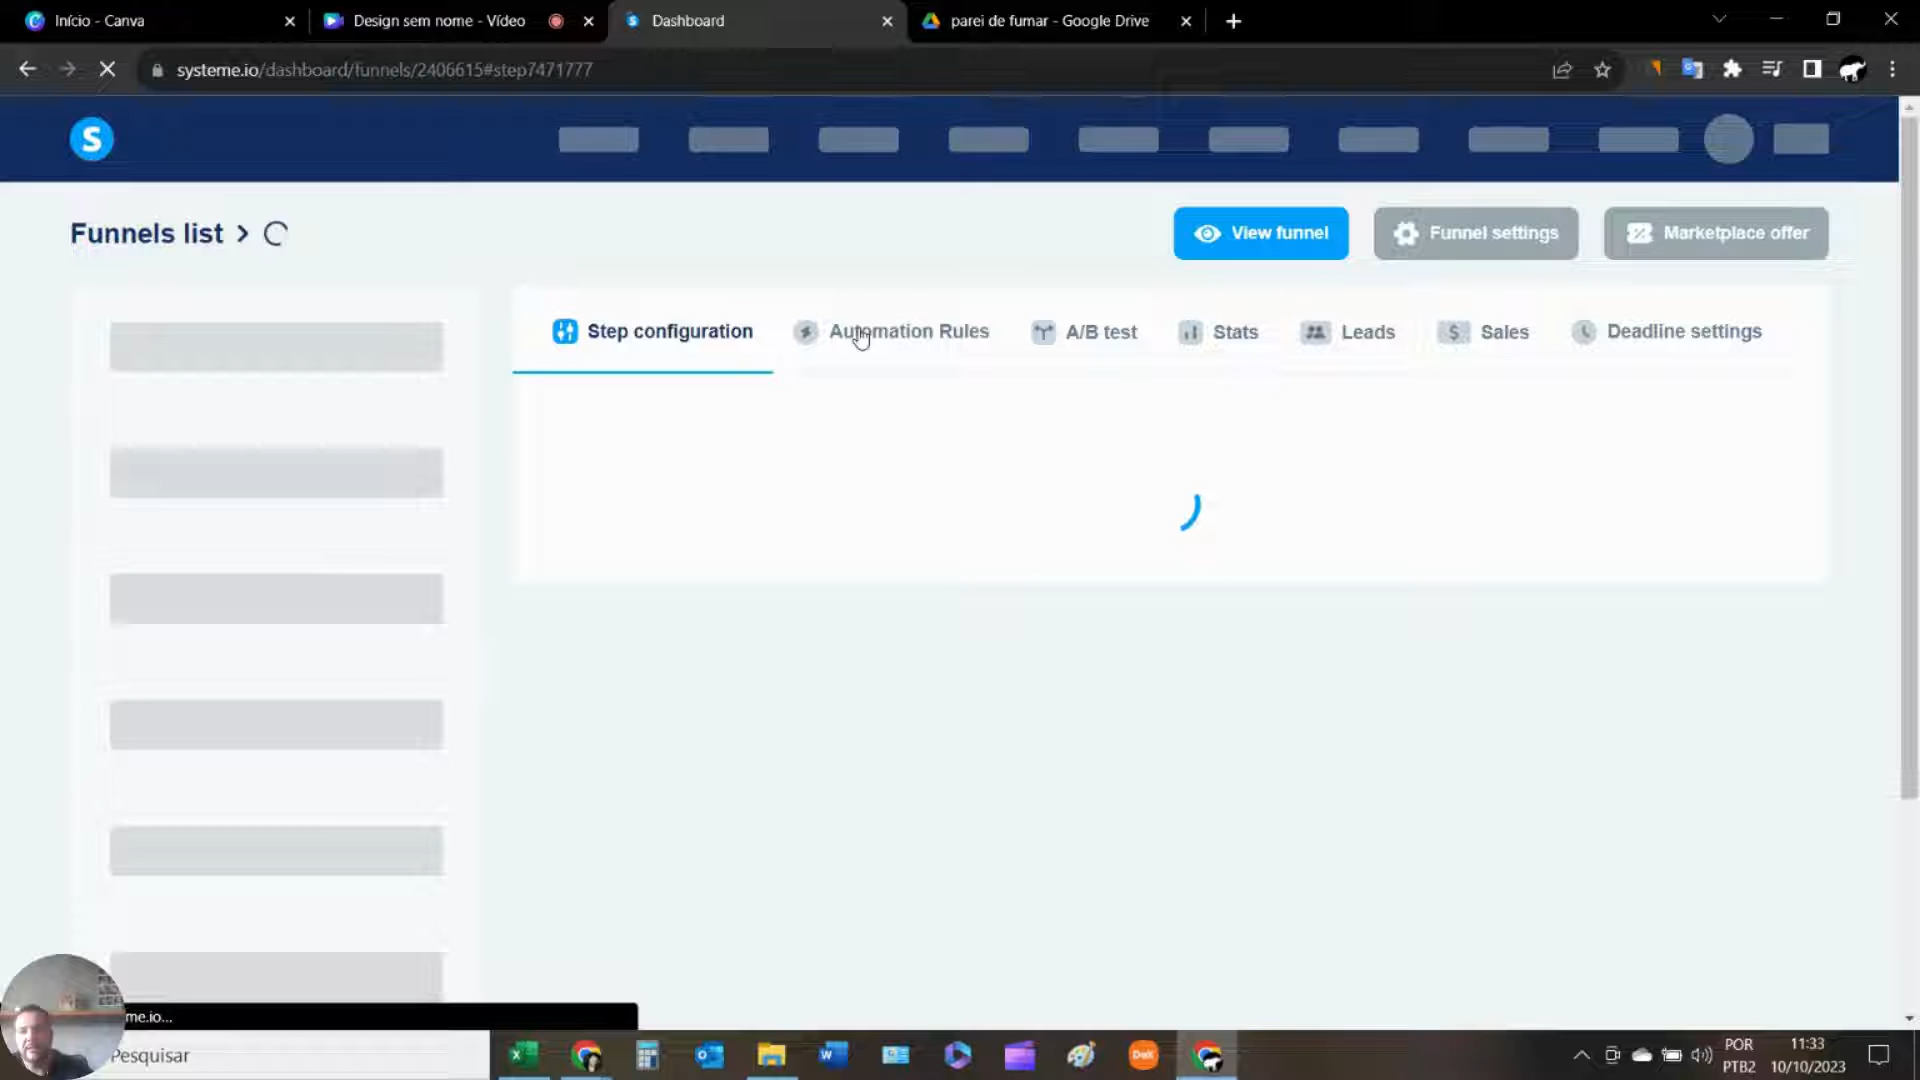 Início - Canva
Design sem nome - Vídeo
Dashboard
parei de fumar - Google Drive
systeme.io/dashboard/funnels/2406615#step7471777
S
Funnels list >
View funnel
Funnel settings
Marketplace offer
Step configuration
Automation Rules
A/B test
Stats
Leads
Sales
Deadline settings
me.io...
Pesquisar
POR
PTB2
11:33
10/10/2023